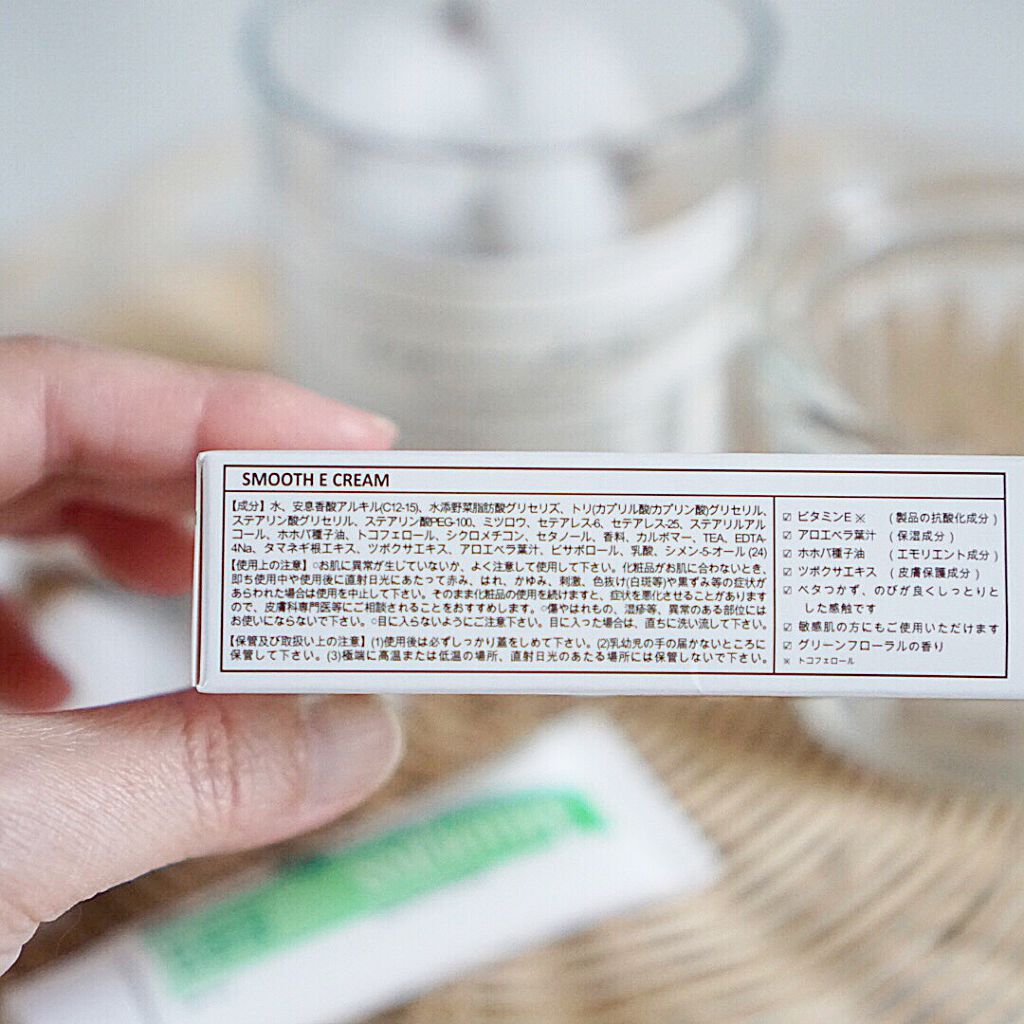 SMOOTH E CREAM
【成分】水、安息香酸アルキル(C12-15)、水添野菜脂肪酸グリセリズ、トリ(カプリル酸/カプリン酸)グリセリル、
ステアリン酸グリセリル、ステアリン酸PEG-100、ミツロウ、セテアレス-6、セテアレス-25、ステアリルアル
コール、ホホバ種子油、トコフェロール、シクロメチコン、セタノール、香料、カルボマー、TEA、EDTA-
4Na、タマネギ根エキス、ツボクサエキス、アロエベラ葉汁、ビサボロール、乳酸、シメン-5-オール (24)
【使用上の注意】○お肌に異常が生じていないか、よく注意して使用して下さい。化粧品がお肌に合わないとき、
即ち使用中や使用後に直射日光にあたって赤み、はれ、かゆみ、刺激、色抜け(白斑等)や黒ずみ等の症状が
あらわれた場合は使用を中止して下さい。そのまま化粧品の使用を続けますと、症状を悪化させることがあります
ので、皮膚科専門医等にご相談されることをおすすめします。○傷やはれもの、湿疹等、異常のある部位には
お使いにならないで下さい。○目に入らないようにご注意下さい。目に入った場合は、直ちに洗い流して下さい。
【保管及び取扱い上の注意】(1)使用後は必ずしっかり蓋をしめて下さい。(2)乳幼児の手の届かないところに
保管して下さい。(3)極端に高温または低温の場所、直射日光のあたる場所には保管しないで下さい。
☑ ビタミンE※ （製品の抗酸化成分）
☑ アロエベラ葉汁 （保湿成分）
☑ ホホバ種子油 （エモリエント成分）
☑ ツボクサエキス （皮膚保護成分）
☑ ベタつかず、のびが良くしっとりと
した感触です
☑ 敏感肌の方にもご使用いただけます
☑ グリーンフローラルの香り
※ トコフェロール